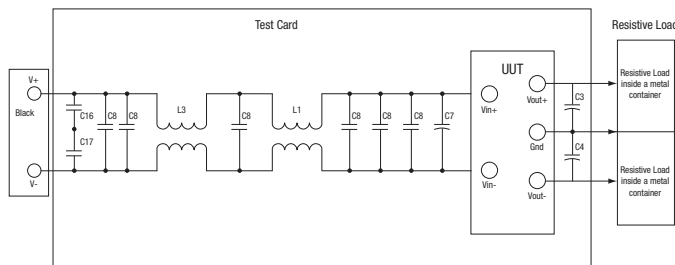 Test Card
Resistive Load
UUT
V+
Black
V-
C16
C17
C8
C8
L3
C8
L1
C8
C8
C8
C7
Vin+
Vin-
Vout+
Gnd
Vout-
C3
C4
Resistive Load
inside a metal
container
Resistive Load
inside a metal
container